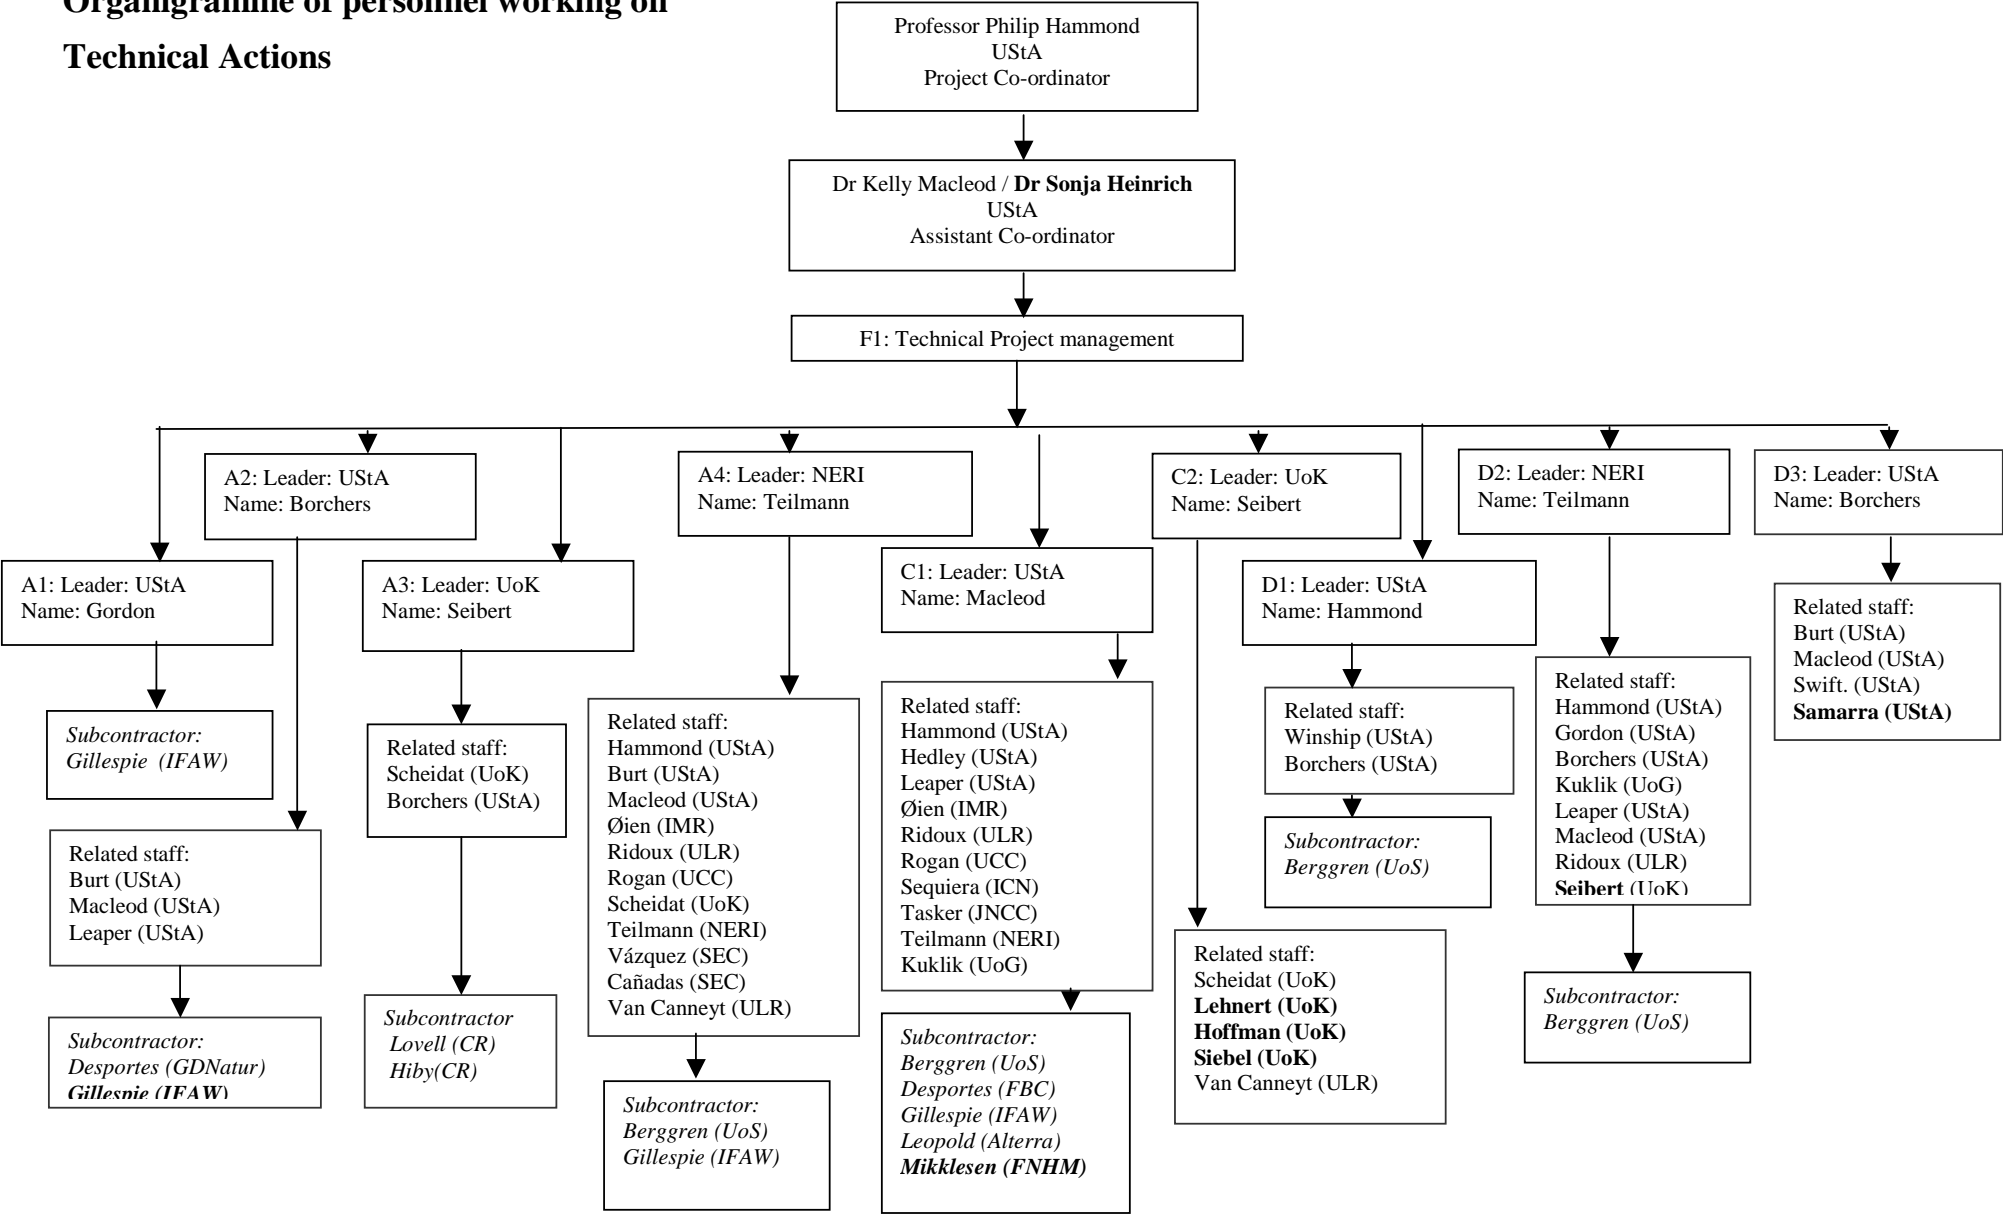 Organigramme of personnel working on
Technical Actions
Professor Philip Hammond
UStA
Project Co-ordinator
Dr Kelly Macleod / Dr Sonja Heinrich
UStA
Assistant Co-ordinator
F1: Technical Project management
A2: Leader: UStA
Name: Borchers
A4: Leader: NERI
Name: Teilmann
C2: Leader: UoK
Name: Seibert
D2: Leader: NERI
Name: Teilmann
D3: Leader: UStA
Name: Borchers
A1: Leader: UStA
Name: Gordon
A3: Leader: UoK
Name: Seibert
C1: Leader: UStA
Name: Macleod
D1: Leader: UStA
Name: Hammond
Subcontractor:
Gillespie (IFAW)
Related staff:
Burt (UStA)
Macleod (UStA)
Leaper (UStA)
Subcontractor:
Desportes (GDNatur)
Gillespie (IFAW)
Related staff:
Scheidat (UoK)
Borchers (UStA)
Subcontractor
Lovell (CR)
Hiby(CR)
Related staff:
Hammond (UStA)
Burt (UStA)
Macleod (UStA)
Øien (IMR)
Ridoux (ULR)
Rogan (UCC)
Scheidat (UoK)
Teilmann (NERI)
Vázquez (SEC)
Cañadas (SEC)
Van Canneyt (ULR)
Subcontractor:
Berggren (UoS)
Gillespie (IFAW)
Related staff:
Hammond (UStA)
Hedley (UStA)
Leaper (UStA)
Øien (IMR)
Ridoux (ULR)
Rogan (UCC)
Sequiera (ICN)
Tasker (JNCC)
Teilmann (NERI)
Kuklik (UoG)
Subcontractor:
Berggren (UoS)
Desportes (FBC)
Gillespie (IFAW)
Leopold (Alterra)
Mikklesen (FNHM)
Related staff:
Scheidat (UoK)
Lehnert (UoK)
Hoffman (UoK)
Siebel (UoK)
Van Canneyt (ULR)
Related staff:
Winship (UStA)
Borchers (UStA)
Subcontractor:
Berggren (UoS)
Related staff:
Hammond (UStA)
Gordon (UStA)
Borchers (UStA)
Kuklik (UoG)
Leaper (UStA)
Macleod (UStA)
Ridoux (ULR)
Seibert (UoK)
Subcontractor:
Berggren (UoS)
Related staff:
Burt (UStA)
Macleod (UStA)
Swift. (UStA)
Samarra (UStA)